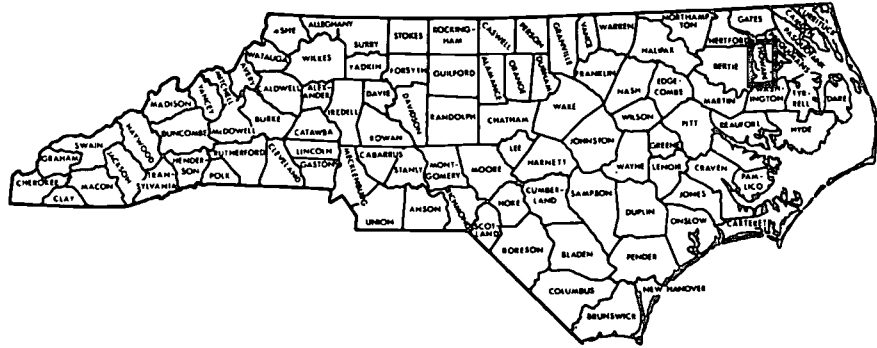 ASHE
ALLEGHANY
SURRY
STOKES
ROCKING-
HAM
CASWELL
PERSON
GRANVILLE
VANCE
WARREN
NORTHAMP
TON
GATES
HERTFORD
HALIFAX
BERTIE
WATAUGA
WILKES
YADKIN
FORSYTH
GUILFORD
ALAMANCE
ORANGE
DURHAM
FRANKLIN
NASH
EDGE-
COMBE
MARTIN
INGTON
TYR-
RELL
DARE
MITCHELL
AVERY
YANCEY
CALDWELL
ALEX-
ANDER
IREDELL
DAVIE
DAVIDSON
RANDOLPH
CHATHAM
WAKE
WILSON
PITT
BEAUFORT
HYDE
MADISON
BUNCOMBE
McDOWELL
BURKE
CATAWBA
ROWAN
JOHNSTON
GREENE
LEE
HARNETT
WAYNE
LENOIR
CRAVEN
PAM-
LICO
SWAIN
HAYWOOD
GRAHAM
JACKSON
HENDER-
SON
RUTHERFORD
CLEVELAND
LINCOLN
GASTON
MECKLENBURG
CABARRUS
STANLY
MONT-
GOMERY
MOORE
CHEROKEE
CLAY
MACON
TRAN-
SYLVANIA
POLK
UNION
ANSON
SCOT-
LAND
HOKE
CUMBER-
LAND
SAMPSON
DUPLIN
JONES
ONSLOW
CARTERET
ROBESON
BLADEN
PENDER
COLUMBUS
NEW HANOVER
BRUNSWICK